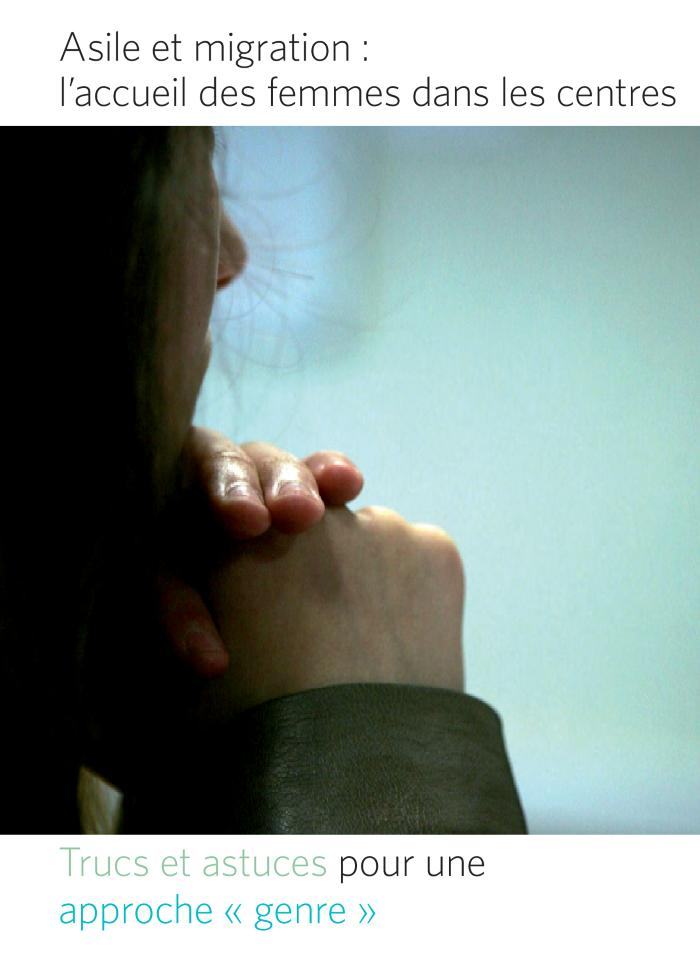 Asile et migration :
l’accueil des femmes dans les centres
Trucs et astuces pour une
approche « genre »